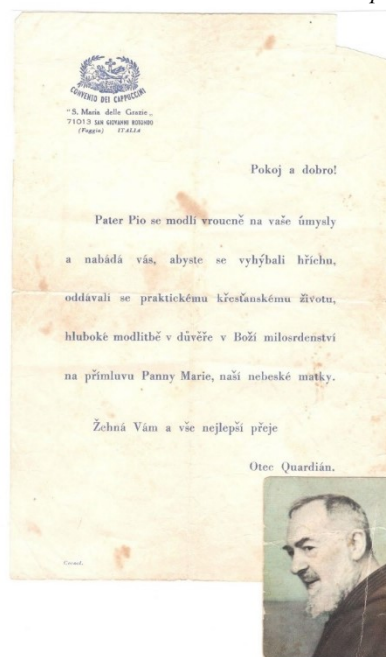 CONVENTO DEI CAPPUCCINI
"S. Maria delle Grazie„
71013 SAN GIOVANNI ROTONDO
(Foggia) ITALIA
Pokoj a dobro!
Pater Pio se modlí vroucně na vaše úmysly
a nabádá vás, abyste se vyhýbali hříchu,
oddávali se praktickému křesťanskému životu,
hluboké modlitbě v důvěře v Boží milosrdenství
na přímluvu Panny Marie, naší nebeské matky.
Žehná Vám a vše nejlepší přeje
Otec Quardián.